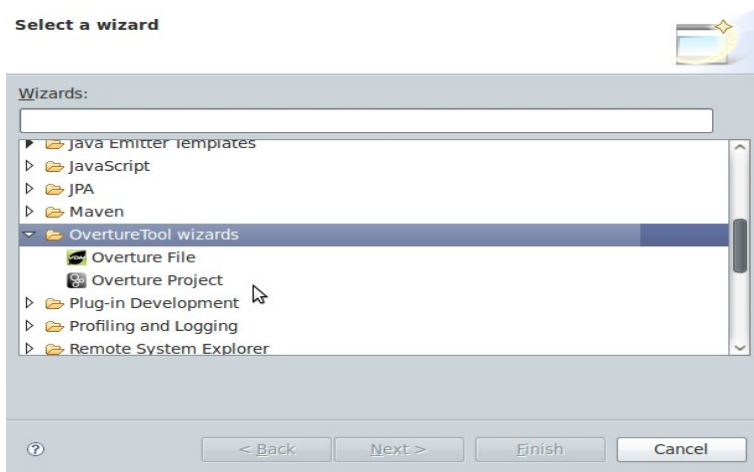 Select a wizard
Wizards:
Java Emitter Templates
JavaScript
JPA
Maven
OvertureTool wizards
Overture File
Overture Project
Plug-in Development
Profiling and Logging
Remote System Explorer
< Back Next > Finish Cancel